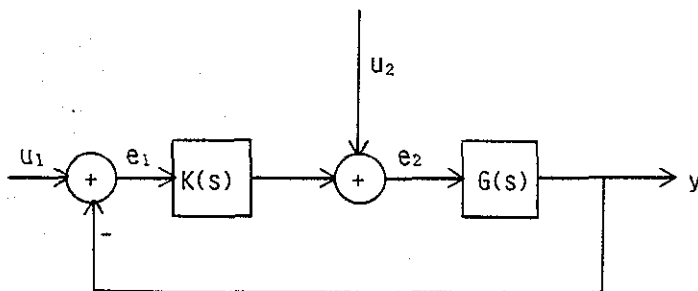 u₂
u₁
+
e₁
K(s)
+
e₂
G(s)
y
-